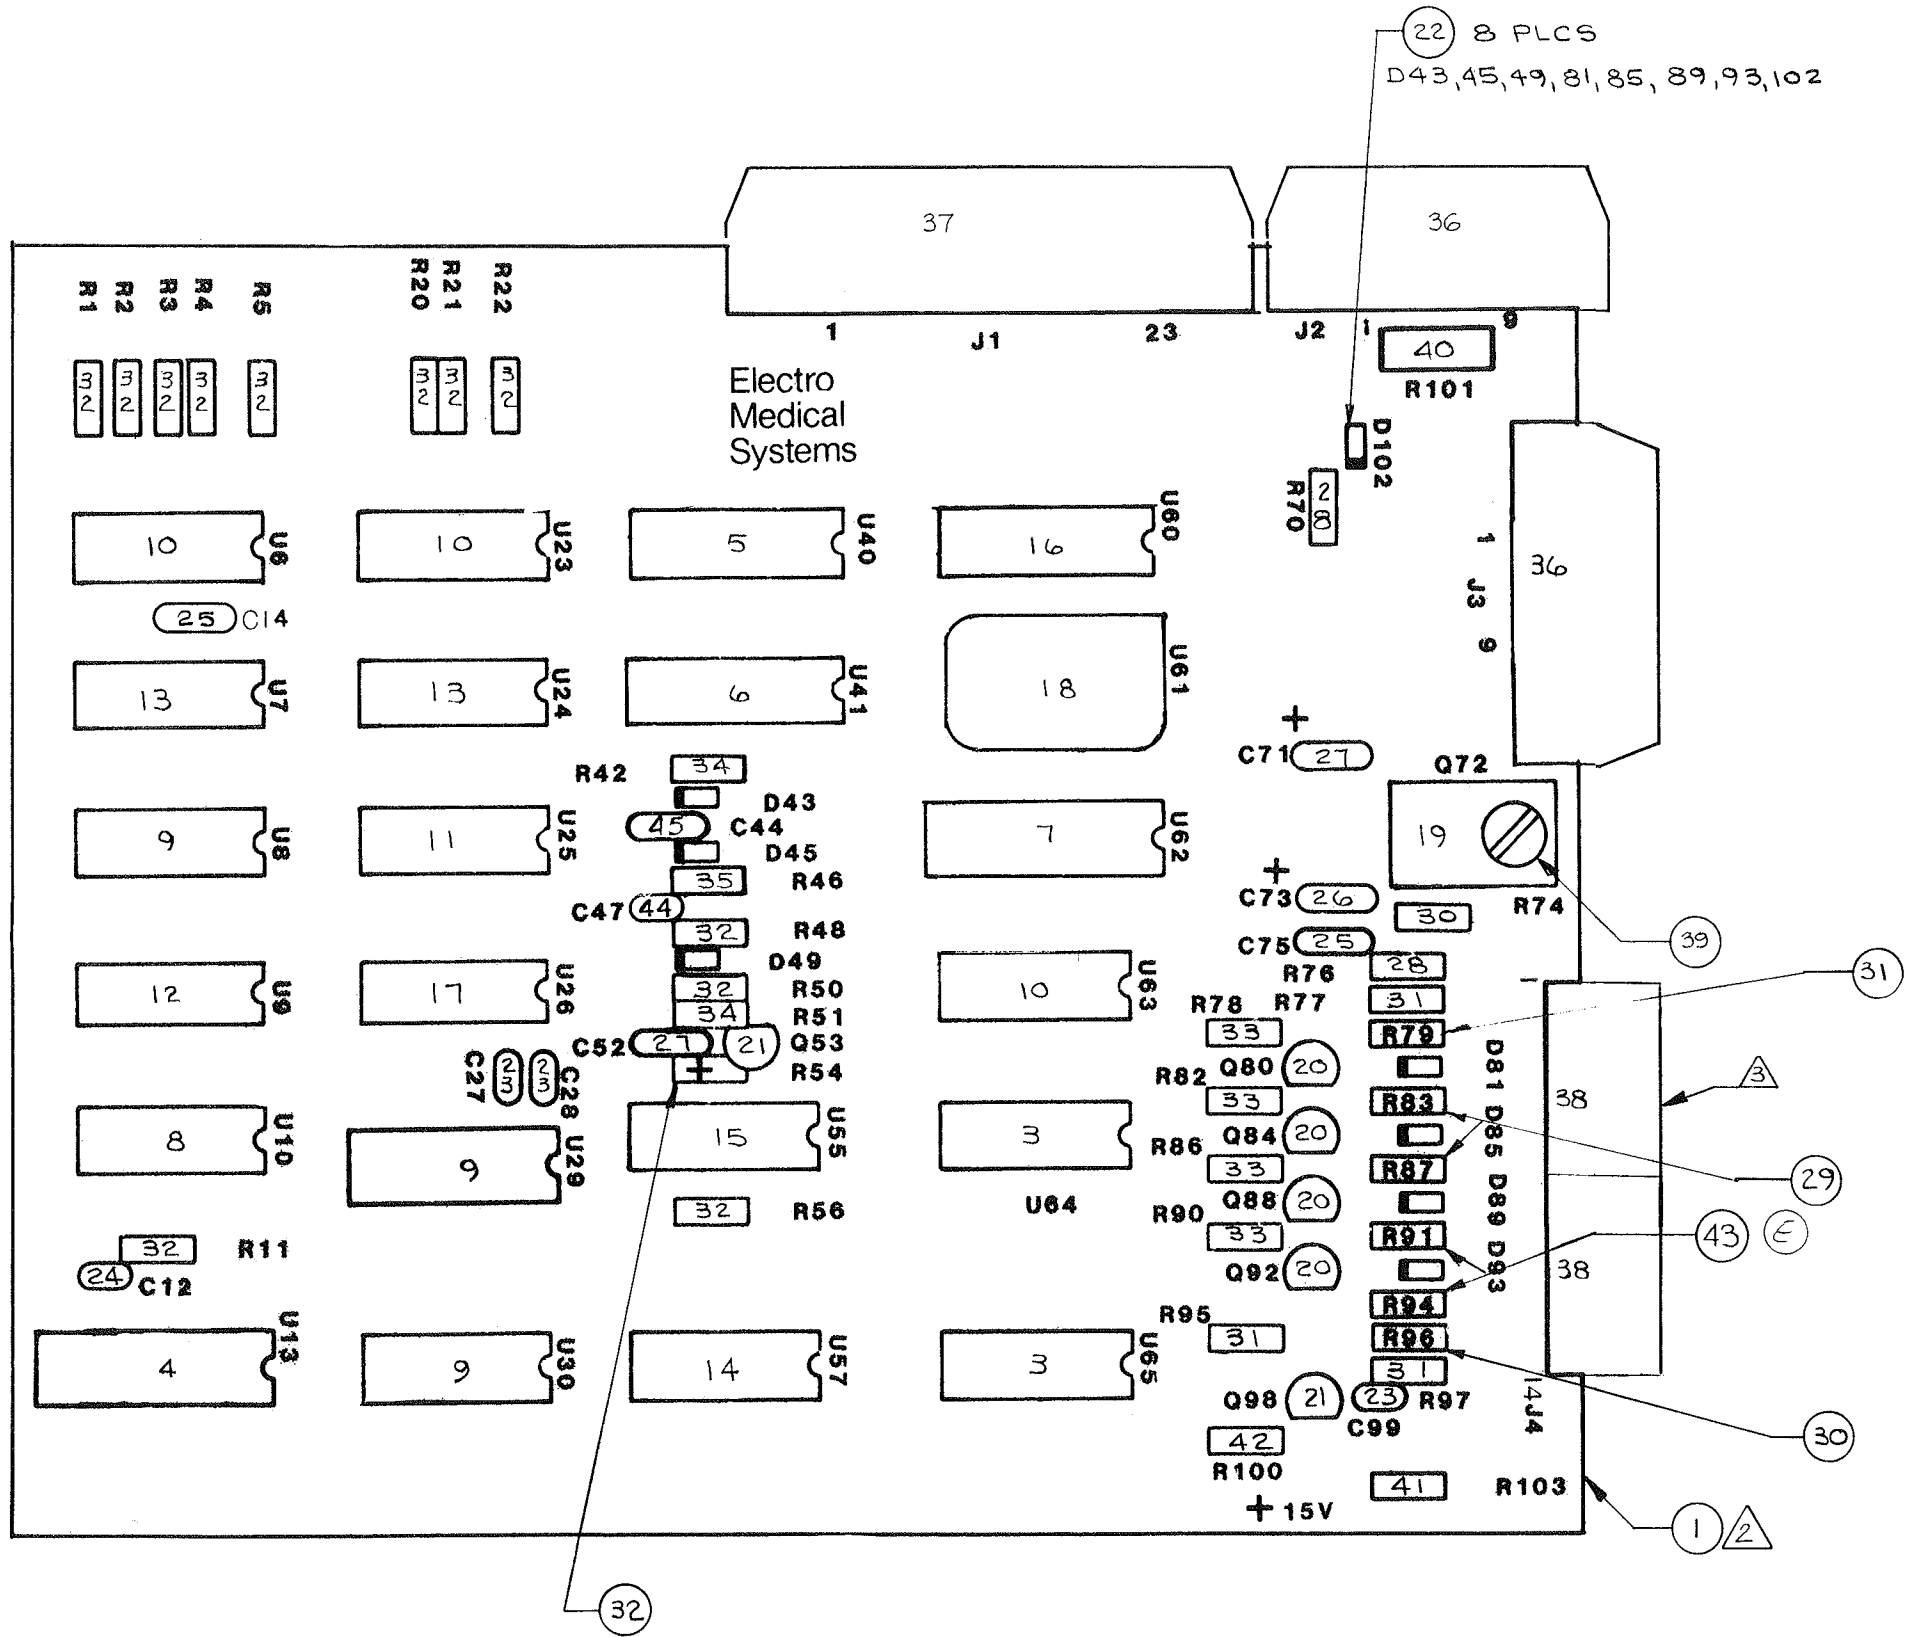 22 8 PLCS
D43,45,49,81,85, 89,93,102
37
36
R1 R2 R3 R4 R5 R20 R21 R22
1 J1 23
J2 1 9
40
R101
32 32 32 32 32 32 32 32
Electro
Medical
Systems
D102
R70 28
10 U6
10 U23
5 U40
16 U60
1 J3 9
36
25 C14
13 U7
13 U24
6 U41
18 U61
+
C71 27
Q72
19
39
R42 34
D43
45 C44
D45
35 R46
C47 44
32 R48
D49
32 R50
34 R51
C52 27 21 Q53
+ R54
9 U8
11 U25
7 U62
+
C73 26
30 R74
C75 25
R76 28
12 U9
17 U26
10 U63
R78 R77 31
33 R79
31
1
C27 23 23 C28
Q80 20
D81 D85 D89 D93
R82 33 R83
38
3
8 U10
9 U29
15 U55
3
U64
Q84 20
R86 33 R87
29
Q88 20
R90 33 R91
43 E
Q92 20
38
R94
32 R56
32 R11
24 C12
R95 31 R96
30
4 U13
9 U30
14 U57
3 U65
31 R97
Q98 21 23
C99
14 J4
42
R100
41 R103
+ 15V
1 2
32